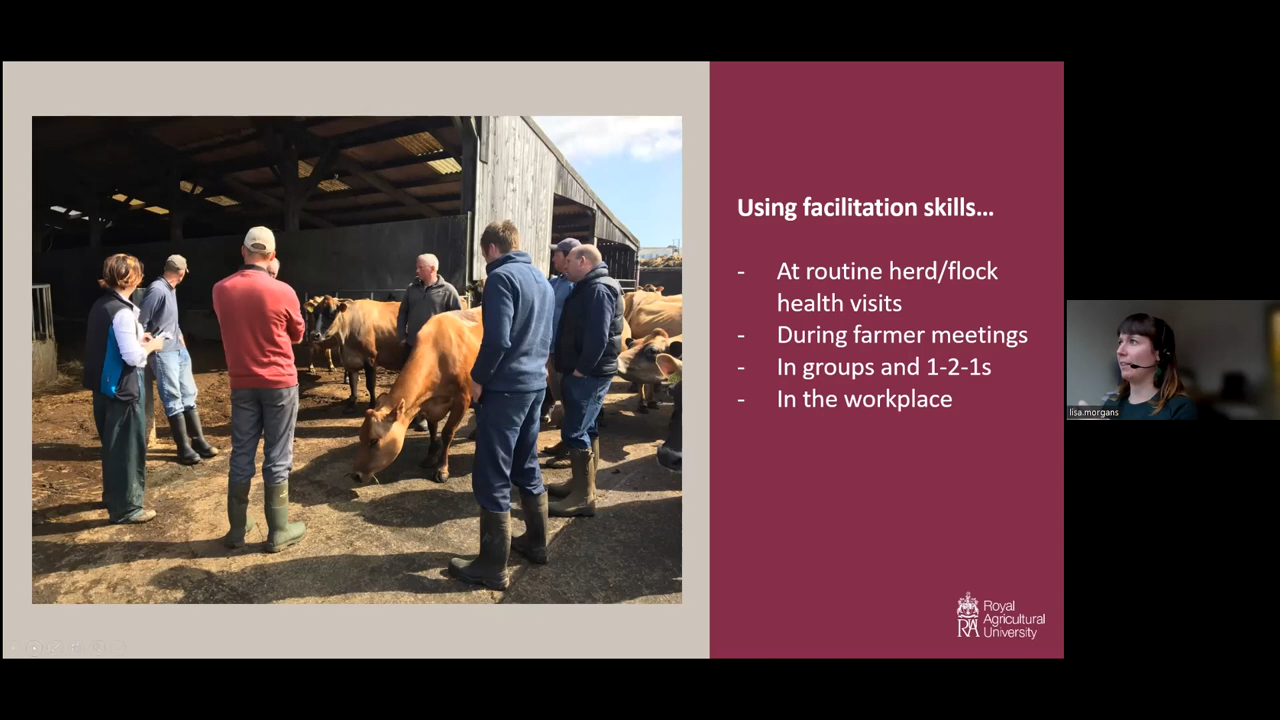 Using facilitation skills...
- At routine herd/flock
health visits
- During farmer meetings
- In groups and 1-2-1s
- In the workplace
lisa.morgans
Royal
Agricultural
University